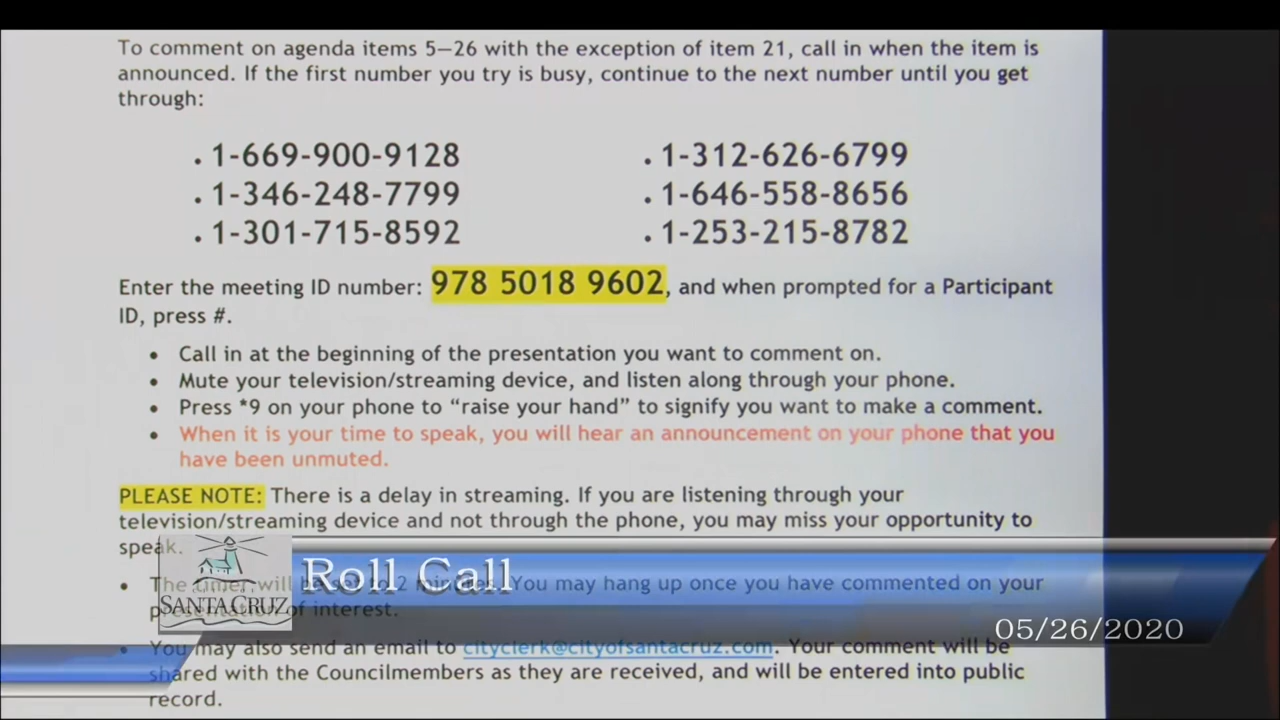 To comment on agenda items 5–26 with the exception of item 21, call in when the item is
announced. If the first number you try is busy, continue to the next number until you get
through:
• 1-669-900-9128
• 1-312-626-6799
• 1-346-248-7799
• 1-646-558-8656
• 1-301-715-8592
• 1-253-215-8782
Enter the meeting ID number: 978 5018 9602, and when prompted for a Participant
ID, press #.
• Call in at the beginning of the presentation you want to comment on.
• Mute your television/streaming device, and listen along through your phone.
• Press *9 on your phone to “raise your hand” to signify you want to make a comment.
• When it is your time to speak, you will hear an announcement on your phone that you
have been unmuted.
PLEASE NOTE: There is a delay in streaming. If you are listening through your
television/streaming device and not through the phone, you may miss your opportunity to
speak.
• The timer will be set to 2 minutes. You may hang up once you have commented on your
of interest.
• You may also send an email to cityclerk@cityofsantacruz.com. Your comment will be
shared with the Councilmembers as they are received, and will be entered into public
record.
SANTA CRUZ
Roll Call
05/26/2020